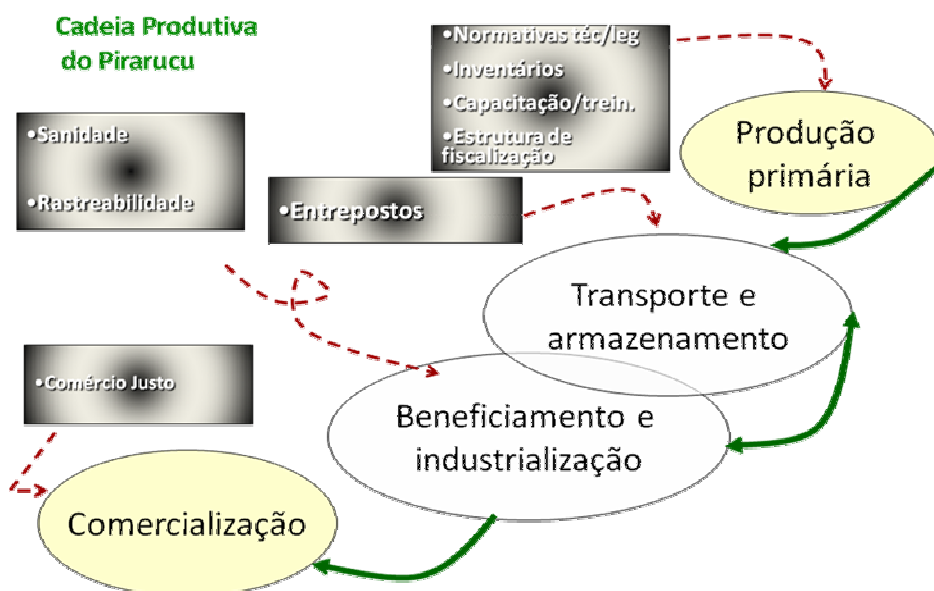 Cadeia Produtiva
do Pirarucu
•Normativas téc/leg
•Inventários
•Capacitação/trein.
•Estrutura de
fiscalização
Produção
primária
•Sanidade
•Rastreabilidade
•Entrepostos
Transporte e
armazenamento
•Comércio Justo
Beneficiamento e
industrialização
Comercialização